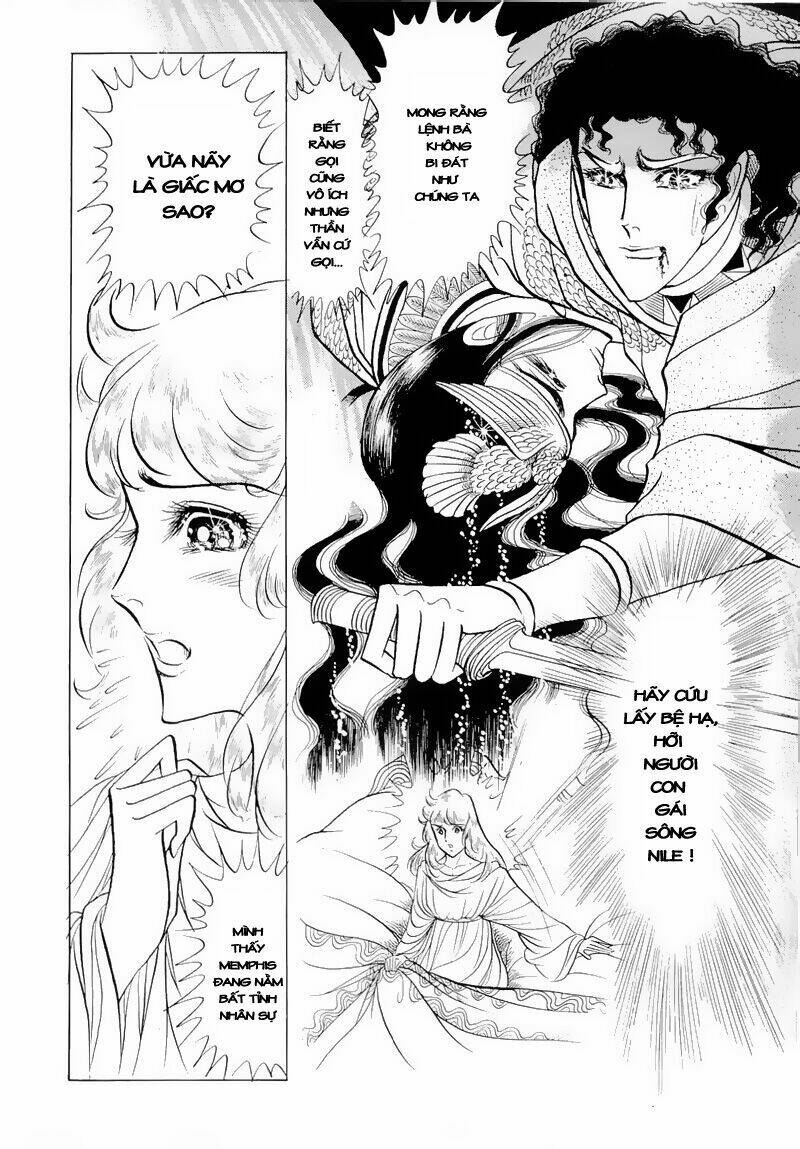 MONG RẰNG
LỆNH BÀ
KHÔNG
BỊ ĐÁT
NHƯ
CHÚNG TA
BIẾT
RẰNG
GỌI
CŨNG
VÔ ÍCH
NHƯNG
THẦN
VẪN CỨ
GỌI...
HÃY CỨU
LẤY BỆ HẠ,
HỠI
NGƯỜI
CON
GÁI
SÔNG
NILE !
VỪA NÃY
LÀ GIẤC MƠ
SAO?
MÌNH
THẤY
MEMPHIS
ĐANG NẰM
BẤT TỈNH
NHÂN SỰ